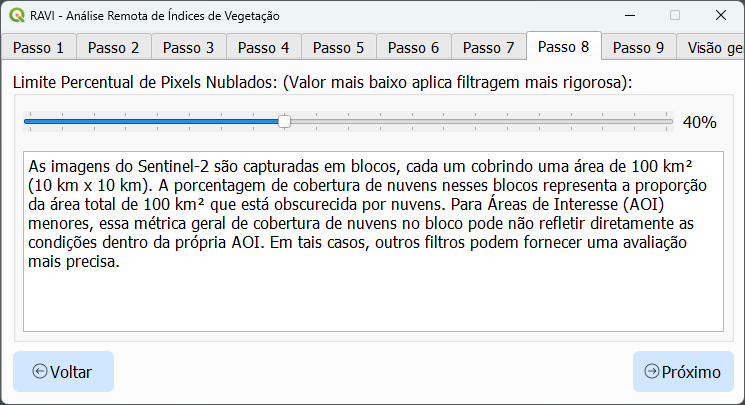 RAVI - Análise Remota de Índices de Vegetação
Passo 1 Passo 2 Passo 3 Passo 4 Passo 5 Passo 6 Passo 7 Passo 8 Passo 9 Visão ge
Limite Percentual de Pixels Nublados: (Valor mais baixo aplica filtragem mais rigorosa):
40%
As imagens do Sentinel-2 são capturadas em blocos, cada um cobrindo uma área de 100 km²
(10 km x 10 km). A porcentagem de cobertura de nuvens nesses blocos representa a proporção
da área total de 100 km² que está obscurecida por nuvens. Para Áreas de Interesse (AOI)
menores, essa métrica geral de cobertura de nuvens no bloco pode não refletir diretamente as
condições dentro da própria AOI. Em tais casos, outros filtros podem fornecer uma avaliação
mais precisa.
Voltar Próximo